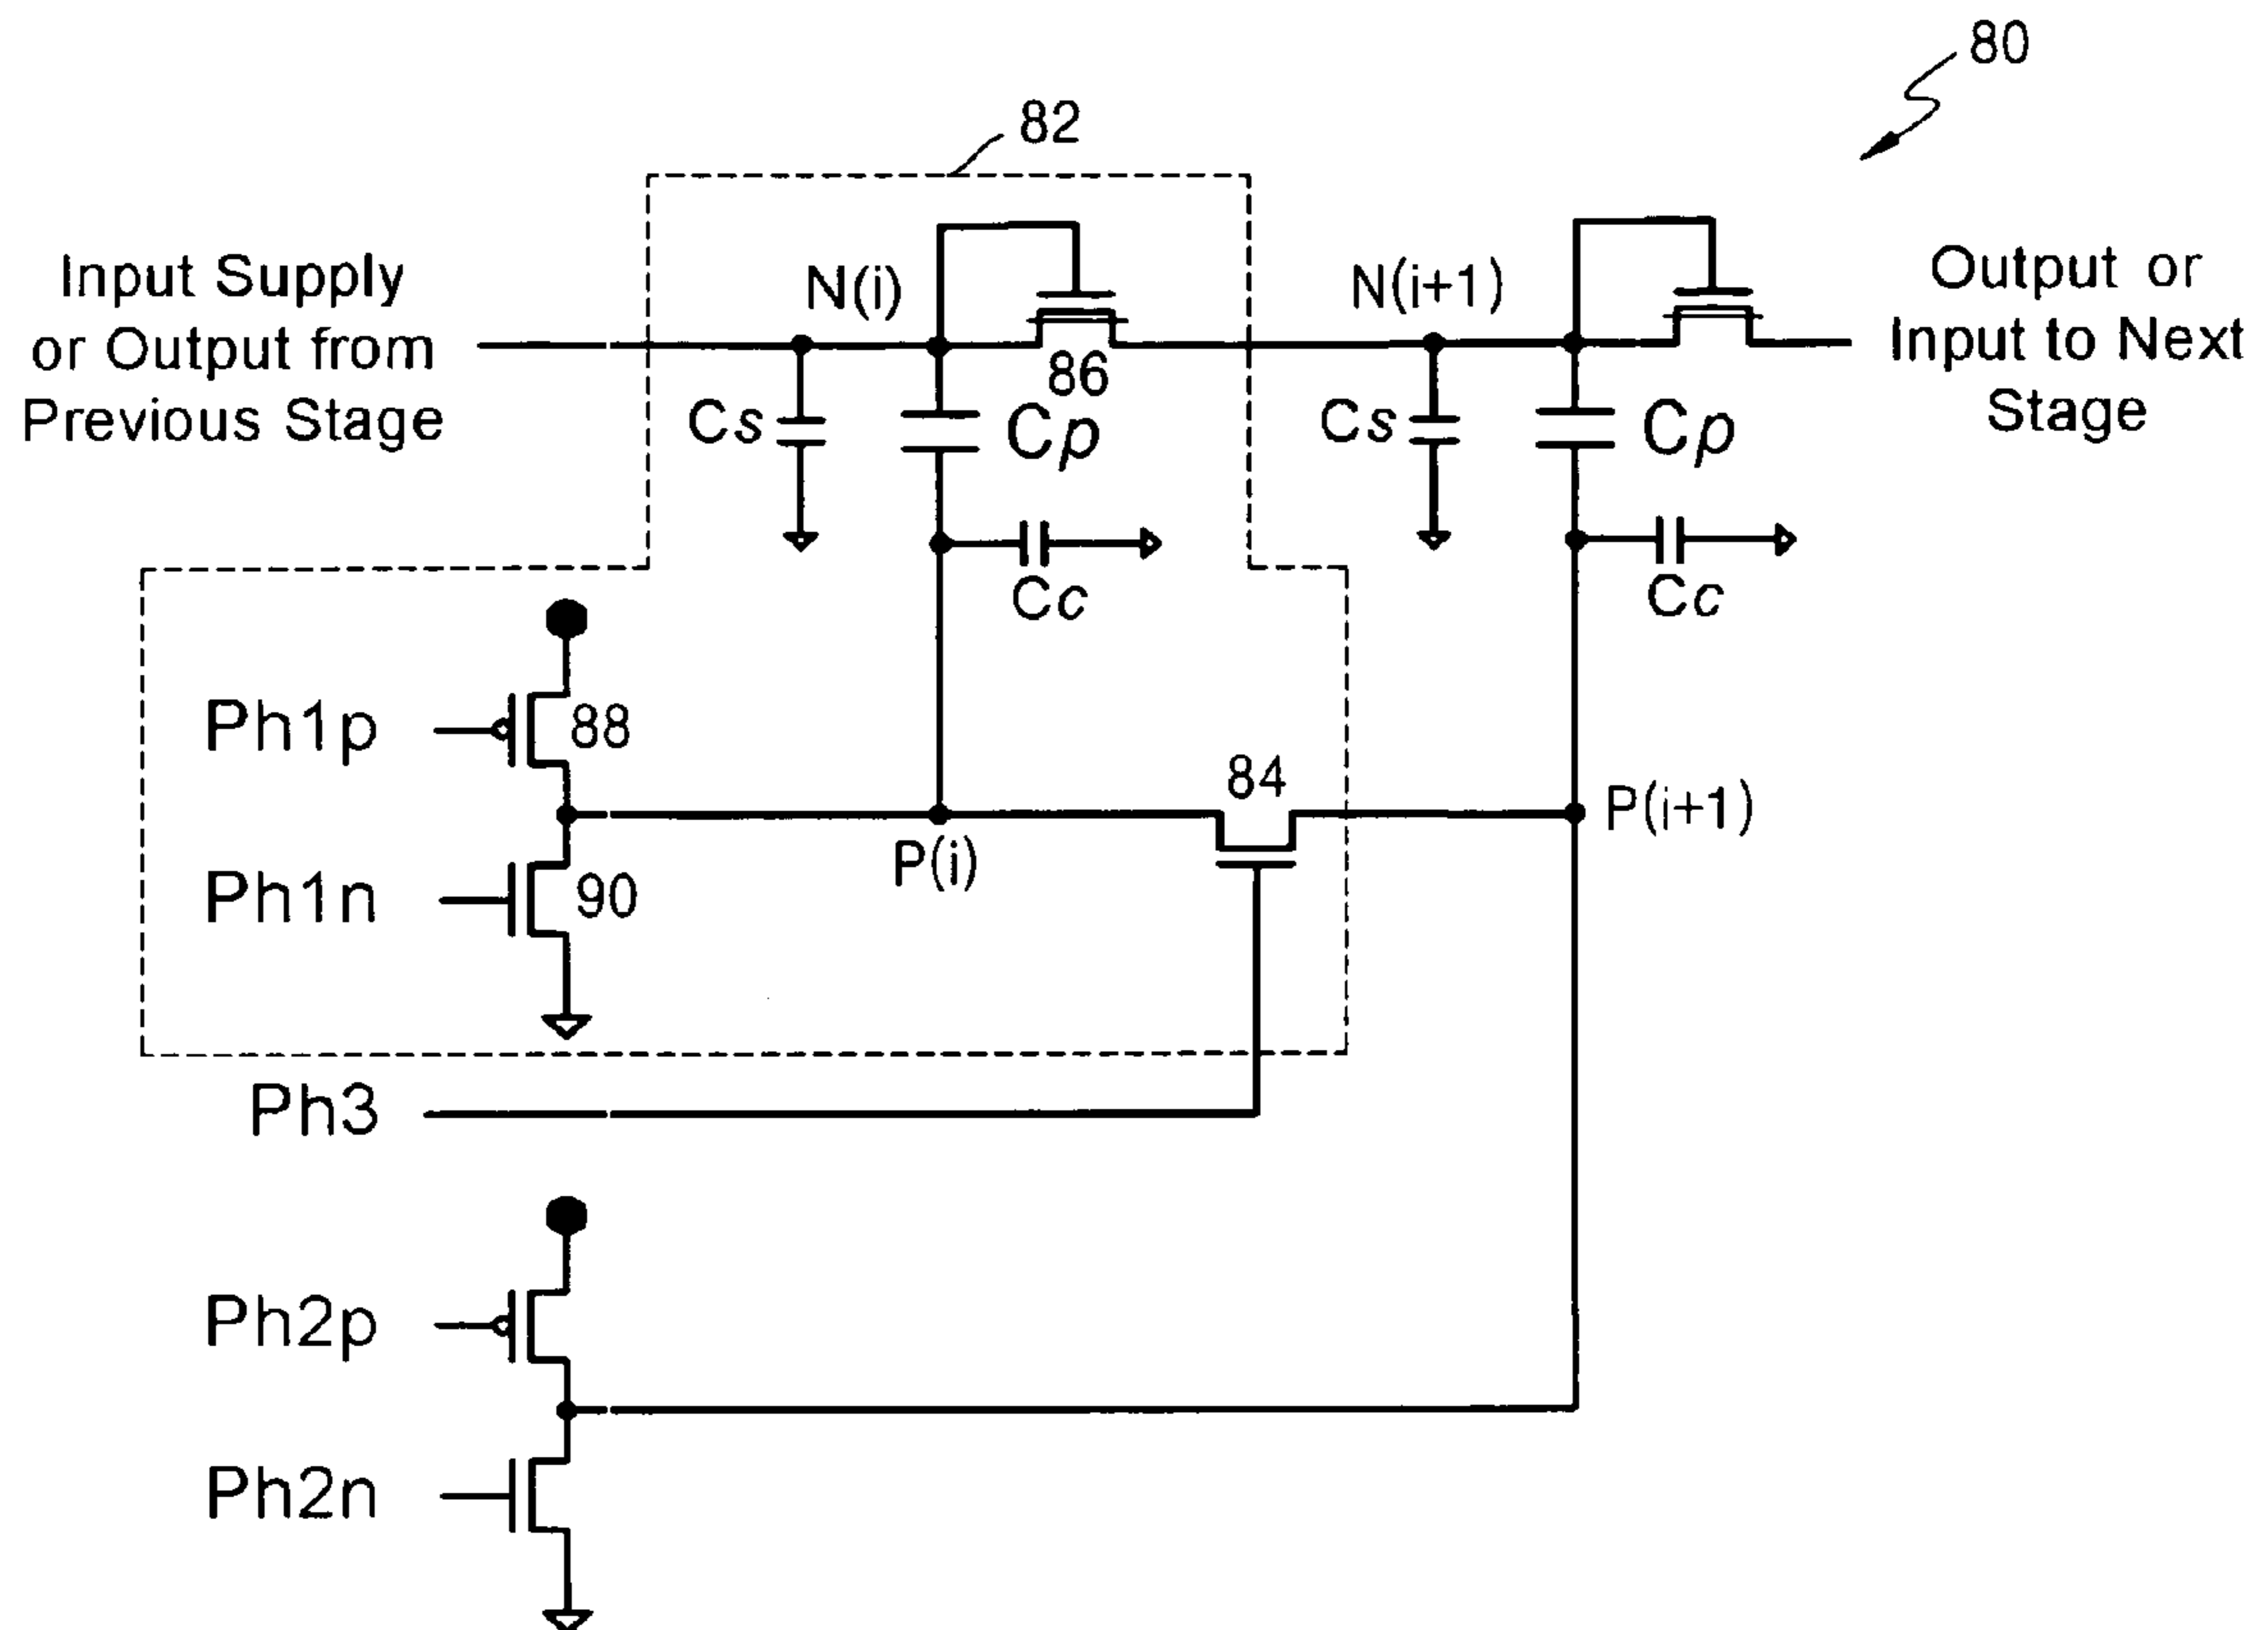 80
82
Input Supply
or Output from
Previous Stage
N(i)
86
N(i+1)
Output or
Input to Next
Stage
Cs
Cp
Cs
Cp
Cc
Cc
Ph1p
88
84
P(i)
P(i+1)
Ph1n
90
Ph3
Ph2p
Ph2n